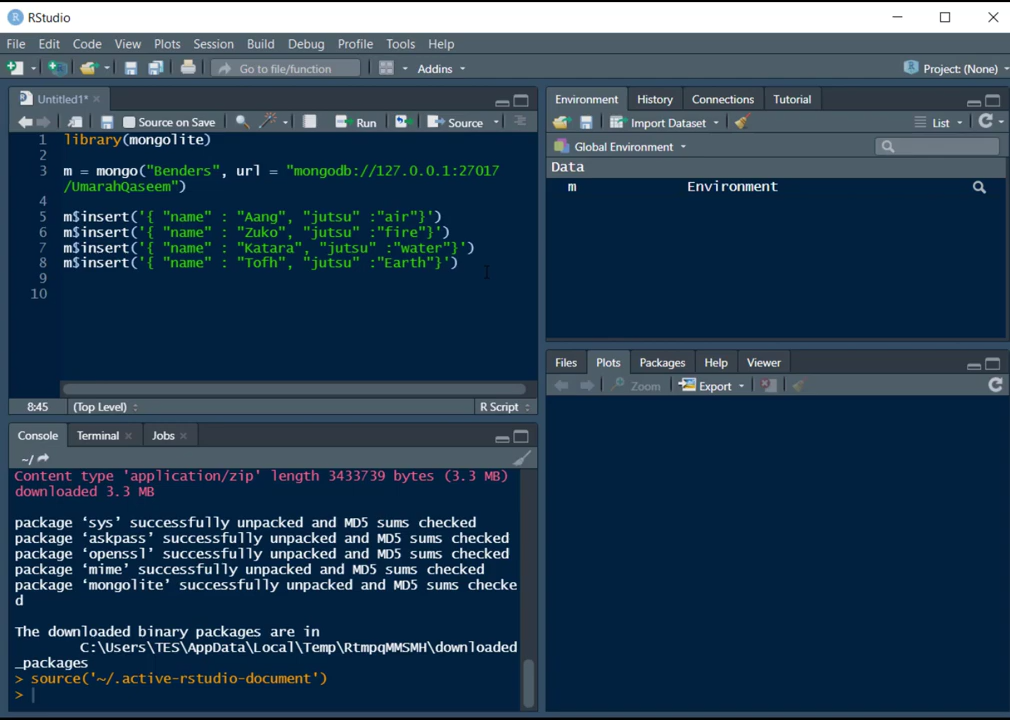 RStudio
File Edit Code View Plots Session Build Debug Profile Tools Help
Go to file/function Addins Project: (None)
Untitled1*
Source on Save Run Source
1 library(mongolite)
2
3 m = mongo("Benders", url = "mongodb://127.0.0.1:27017
/UmarahQaseem")
4
5 m$insert('{ "name" : "Aang", "jutsu" :"air"}')
6 m$insert('{ "name" : "Zuko", "jutsu" :"fire"}')
7 m$insert('{ "name" : "Katara", "jutsu" :"water"}')
8 m$insert('{ "name" : "Tofh", "jutsu" :"Earth"}')
9
10
8:45 (Top Level) R Script
Console Terminal Jobs
~/
Content type 'application/zip' length 3433739 bytes (3.3 MB)
downloaded 3.3 MB
package ‘sys’ successfully unpacked and MD5 sums checked
package ‘askpass’ successfully unpacked and MD5 sums checked
package ‘openssl’ successfully unpacked and MD5 sums checked
package ‘mime’ successfully unpacked and MD5 sums checked
package ‘mongolite’ successfully unpacked and MD5 sums checke
d
The downloaded binary packages are in
C:\Users\TES\AppData\Local\Temp\RtmpqMMSMH\downloaded
_packages
> source('~/.active-rstudio-document')
>
Environment History Connections Tutorial
Import Dataset List
Global Environment
Data
m Environment
Files Plots Packages Help Viewer
Zoom Export